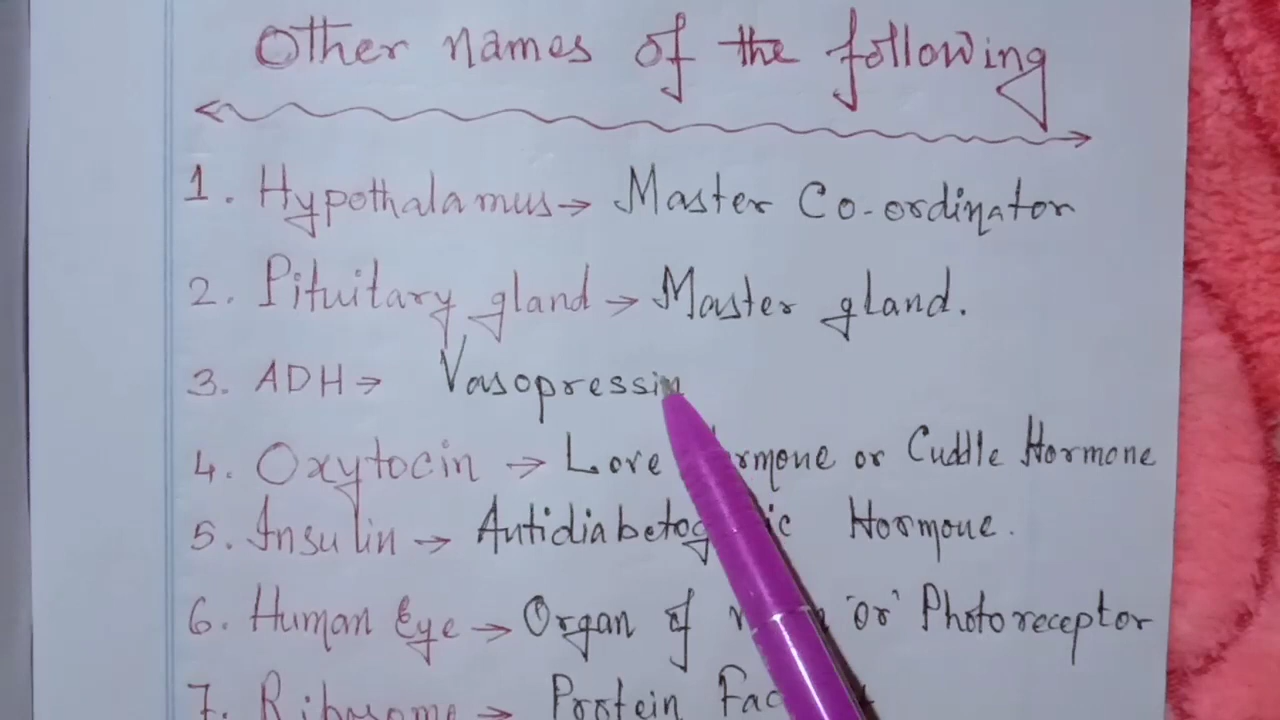 Other names of the following
1. Hypothalamus → Master Co-ordinator
2. Pituitary gland → Master gland.
3. ADH → Vasopressin
4. Oxytocin → Love or Cuddle Hormone
5. Insulin → Hormone.
6. Human Eye → Organ of 'or' Photoreceptor
7. Ribosome → Protein